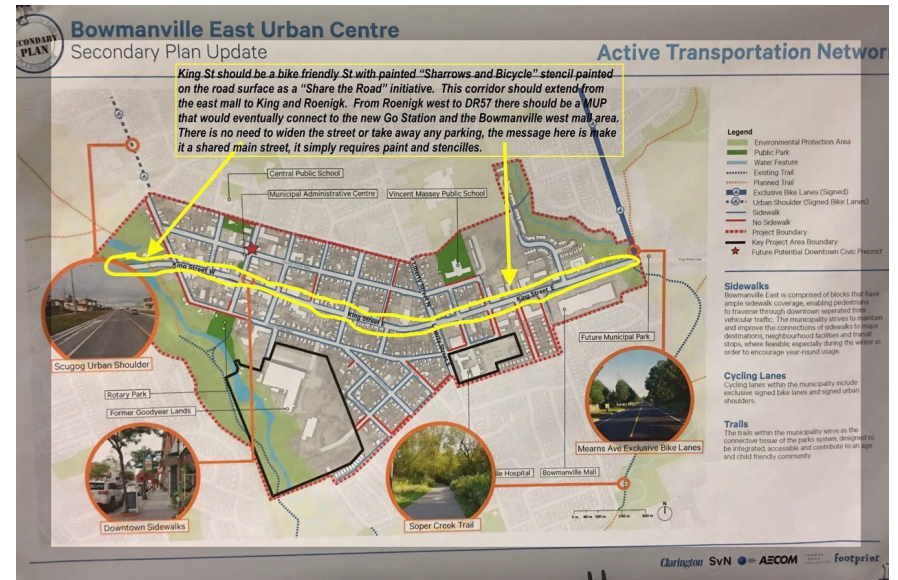 Bowmanville East Urban Centre
Secondary Plan Update
PLAN
Active Transportation Networ
King St should be a bike friendly St with painted “Sharrows and Bicycle” stencil painted
on the road surface as a “Share the Road” initiative. This corridor should extend from
the east mall to King and Roenigk. From Roenigk west to DR57 there should be a MUP
that would eventually connect to the new Go Station and the Bowmanville west mall area.
There is no need to widen the street or take away any parking, the message here is make
it a shared main street, it simply requires paint and stencilles.
Legend
Environmental Protection Area
Public Park
Water Feature
Existing Trail
Planned Trail
Exclusive Bike Lanes (Signed)
Urban Shoulder (Signed Bike Lanes)
Sidewalk
No Sidewalk
Project Boundary
Key Project Area Boundary
Future Potential Downtown Civic Precinct
Central Public School
Municipal Administrative Centre
Vincent Massey Public School
King Street W
King Street E
King Street E
Future Municipal Park
Scugog Urban Shoulder
Rotary Park
Former Goodyear Lands
Downtown Sidewalks
Soper Creek Trail
le Hospital
Bowmanville Mall
Mearns Ave Exclusive Bike Lanes
N
Sidewalks
Bowmanville East is comprised of blocks that have
ample sidewalk coverage, enabling pedestrians
to traverse through downtown seperated from
vehicular traffic. The municipality strives to maintain
and improve the connections of sidewalks to major
destinations, neighbourhood facilities and transit
stops, where feasible, especially during the winter in
order to encourage year-round usage.
Cycling Lanes
Cycling lanes within the municipality include
exclusive signed bike lanes and signed urban
shoulders.
Trails
The trails within the municipality serve as the
connective tissue of the parks system, designed to
be integrated, accessible and contribute to an age
and child friendly community
Clarington SvN AECOM footprint